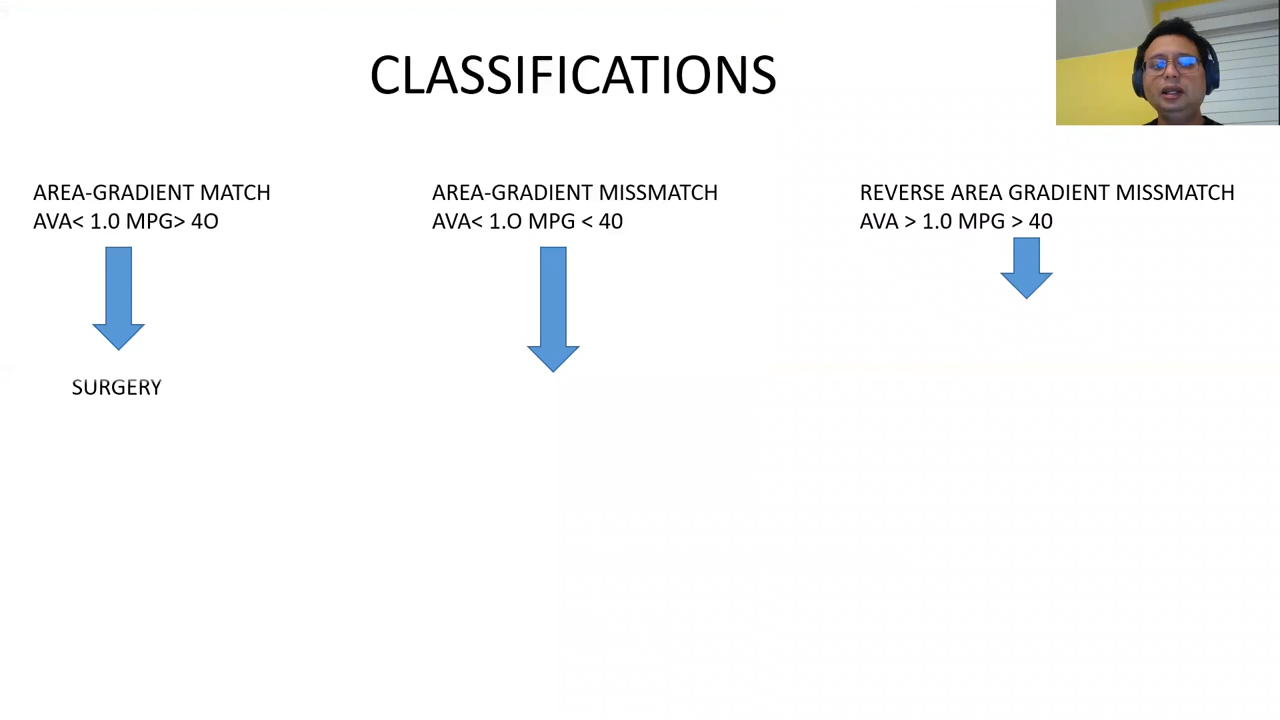 CLASSIFICATIONS
AREA-GRADIENT MATCH
AVA< 1.0 MPG> 4O
SURGERY
AREA-GRADIENT MISSMATCH
AVA< 1.O MPG < 40
REVERSE AREA GRADIENT MISSMATCH
AVA > 1.0 MPG > 40